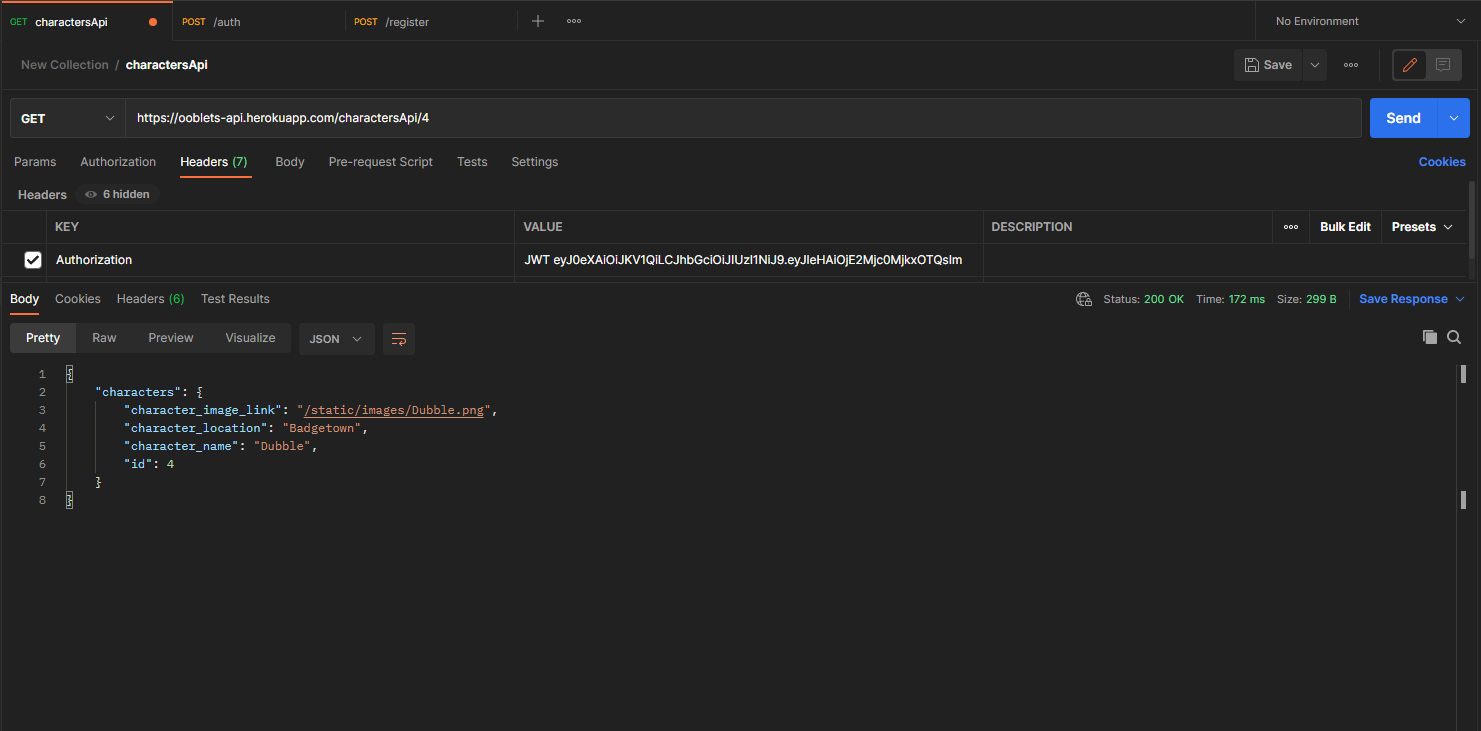 GET charactersApi POST /auth POST /register No Environment
New Collection / charactersApi Save
GET https://ooblets-api.herokuapp.com/charactersApi/4 Send
Params Authorization Headers (7) Body Pre-request Script Tests Settings Cookies
Headers 6 hidden
KEY VALUE DESCRIPTION Bulk Edit Presets
Authorization JWT eyJ0eXAiOiJKV1QiLCJhbGciOiJIUzI1NiJ9.eyJleHAiOjE2Mjc0MjkxOTQsIm
Body Cookies Headers (6) Test Results Status: 200 OK Time: 172 ms Size: 299 B Save Response
Pretty Raw Preview Visualize JSON
1 {
2 "characters": {
3 "character_image_link": "/static/images/Dubble.png",
4 "character_location": "Badgetown",
5 "character_name": "Dubble",
6 "id": 4
7 }
8 }